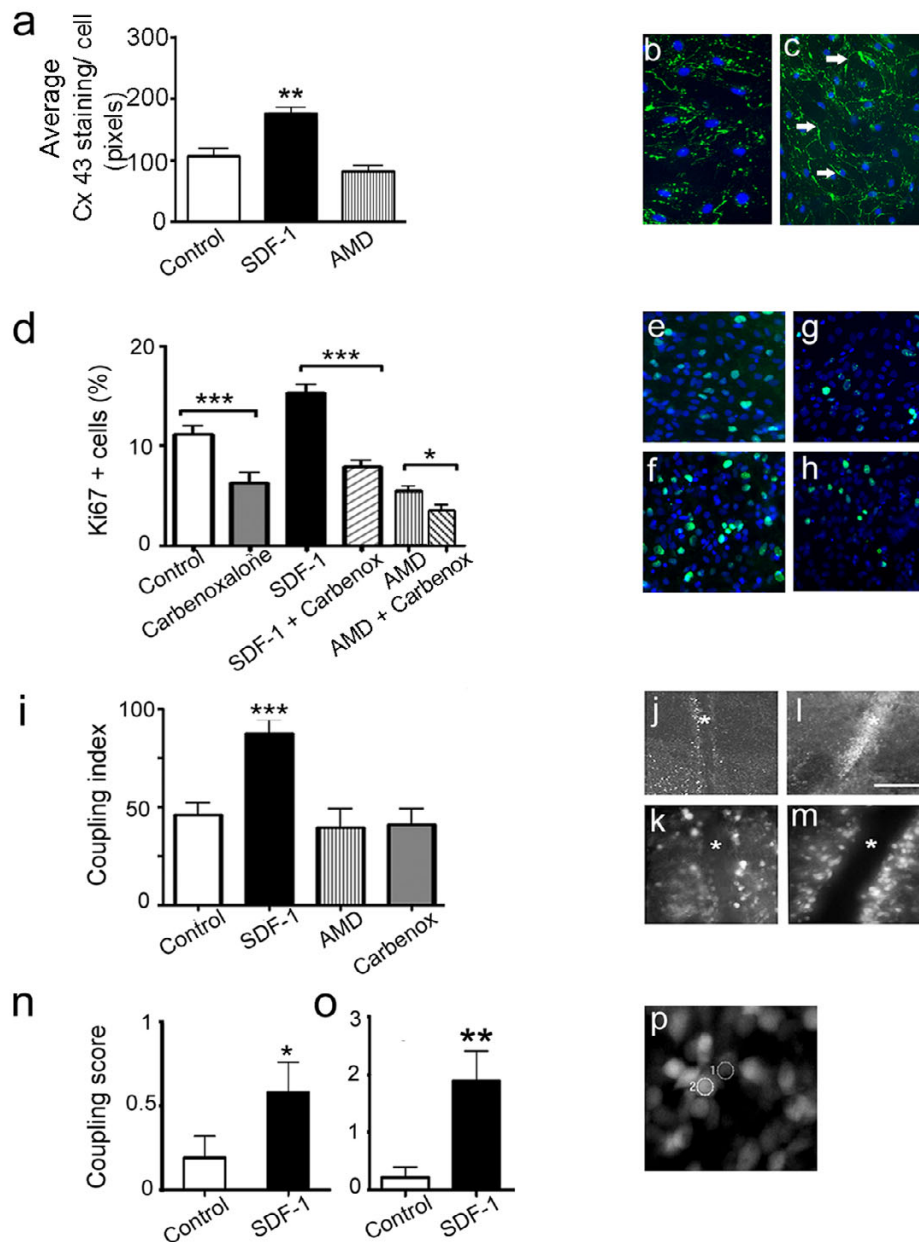 a
Average
Cx 43 staining/ cell
(pixels)
300
200
100
0
**
Control
SDF-1
AMD
b
c
d
Ki67 + cells (%)
20
10
0
***
***
*
Control
Carbenoxalone
SDF-1
SDF-1 + Carbenox
AMD
AMD + Carbenox
e
g
f
h
i
Coupling index
100
50
0
***
Control
SDF-1
AMD
Carbenox
j
*
l
*
k
*
m
*
n
Coupling score
1
0.5
0
*
Control
SDF-1
o
3
2
1
0
**
Control
SDF-1
p
1
2